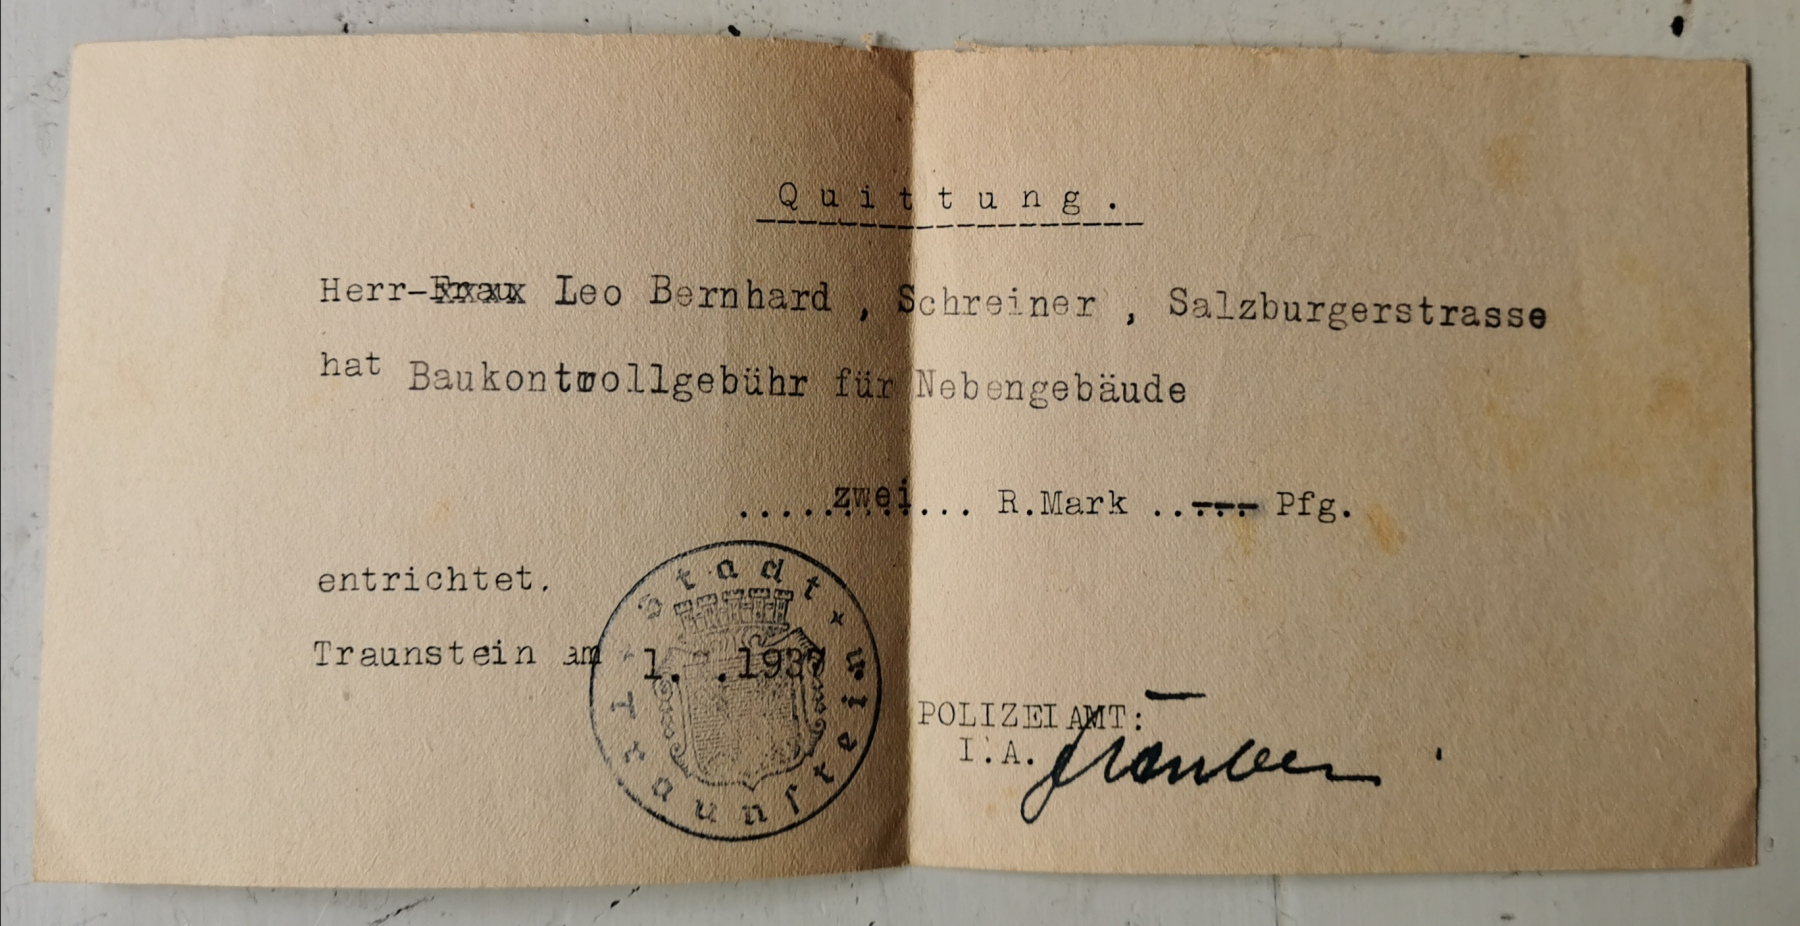 Quittung.
Herr-Frau Leo Bernhard , Schreiner , Salzburgerstrasse
hat Baukontrollgebühr für Nebengebäude
.....zwei... R.Mark ..--- Pfg.
entrichtet.
Stadt
Traunstein
Traunstein am 1. .1937
POLIZEIAMT:
I.A.